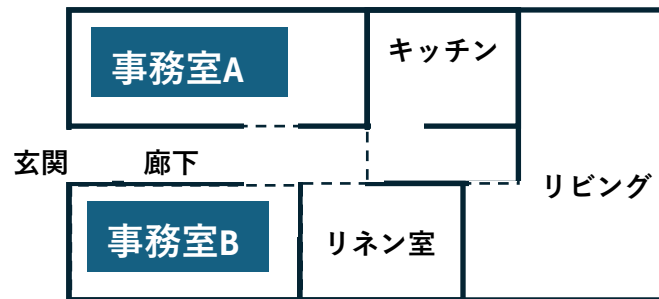 事務室A
キッチン
玄関
廊下
リビング
事務室B
リネン室